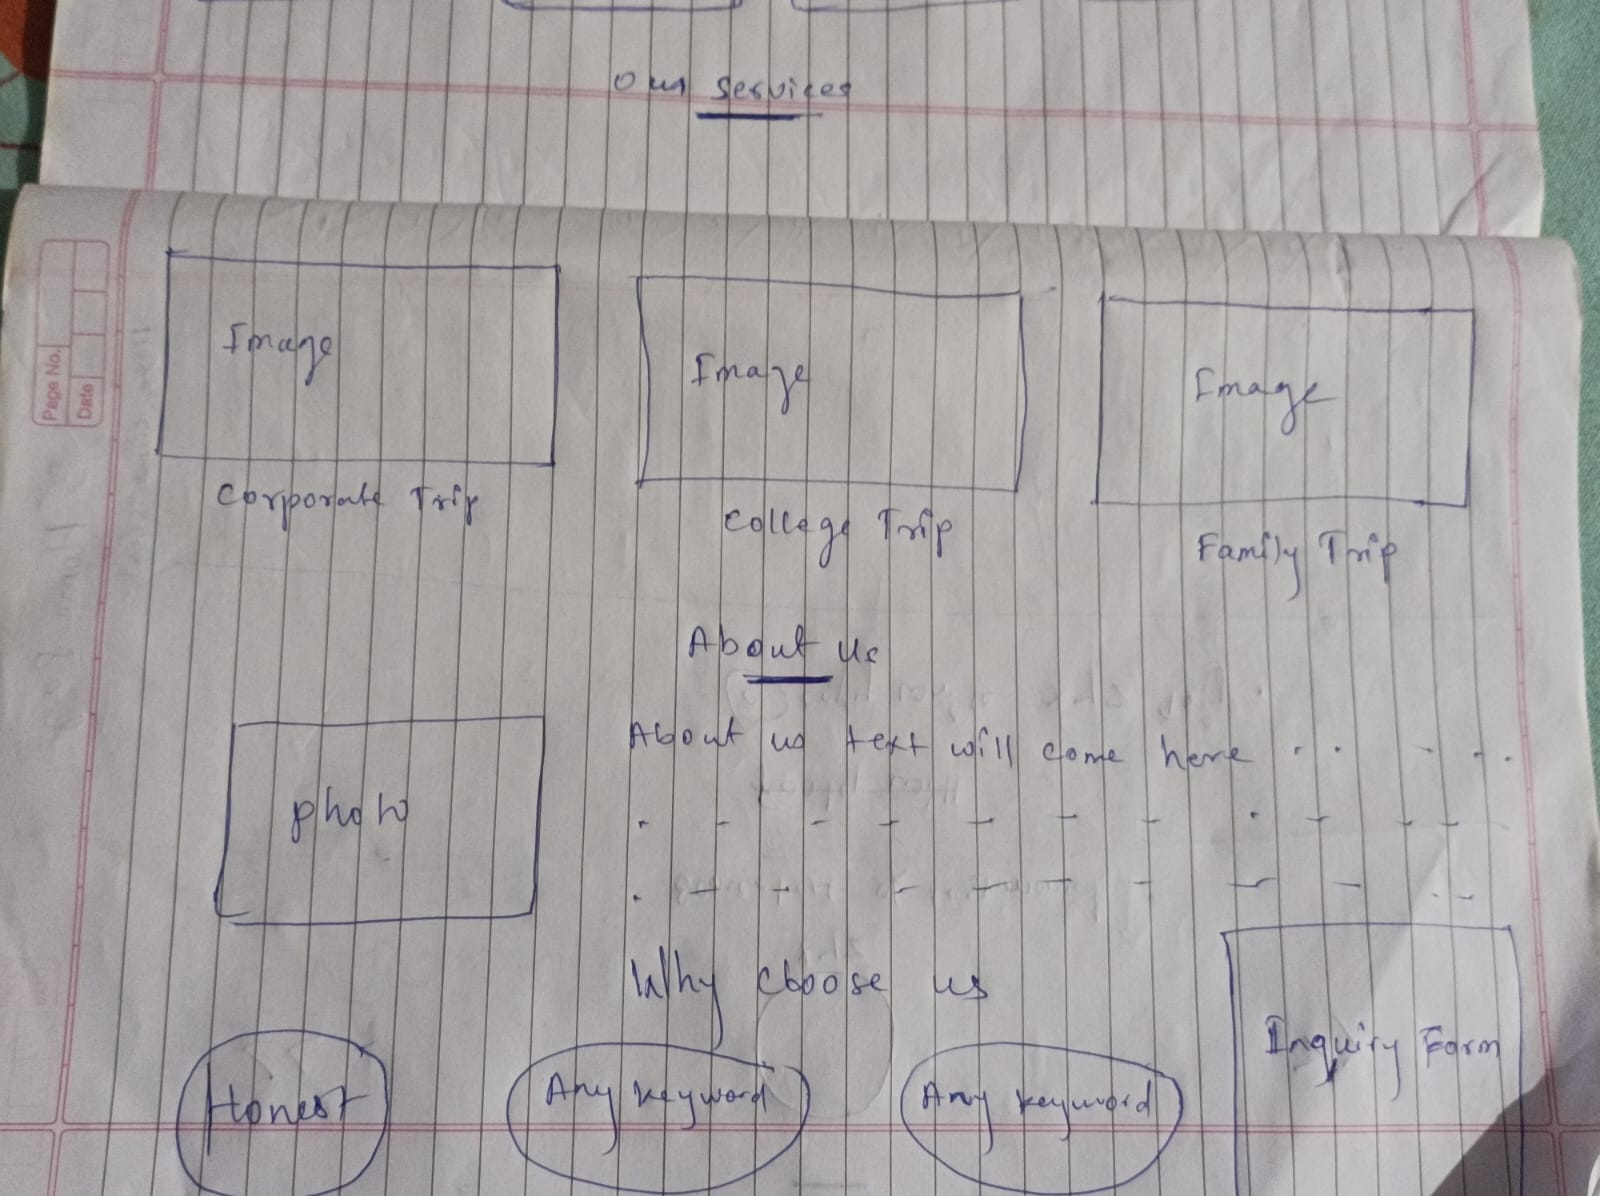 Our Services
Page No.
Date
Image
Image
Image
Corporate Trip
College Trip
Family Trip
About Us
photo
About us text will come here
Why choose us
Inquiry Form
Honest
Any keyword
Any keyword